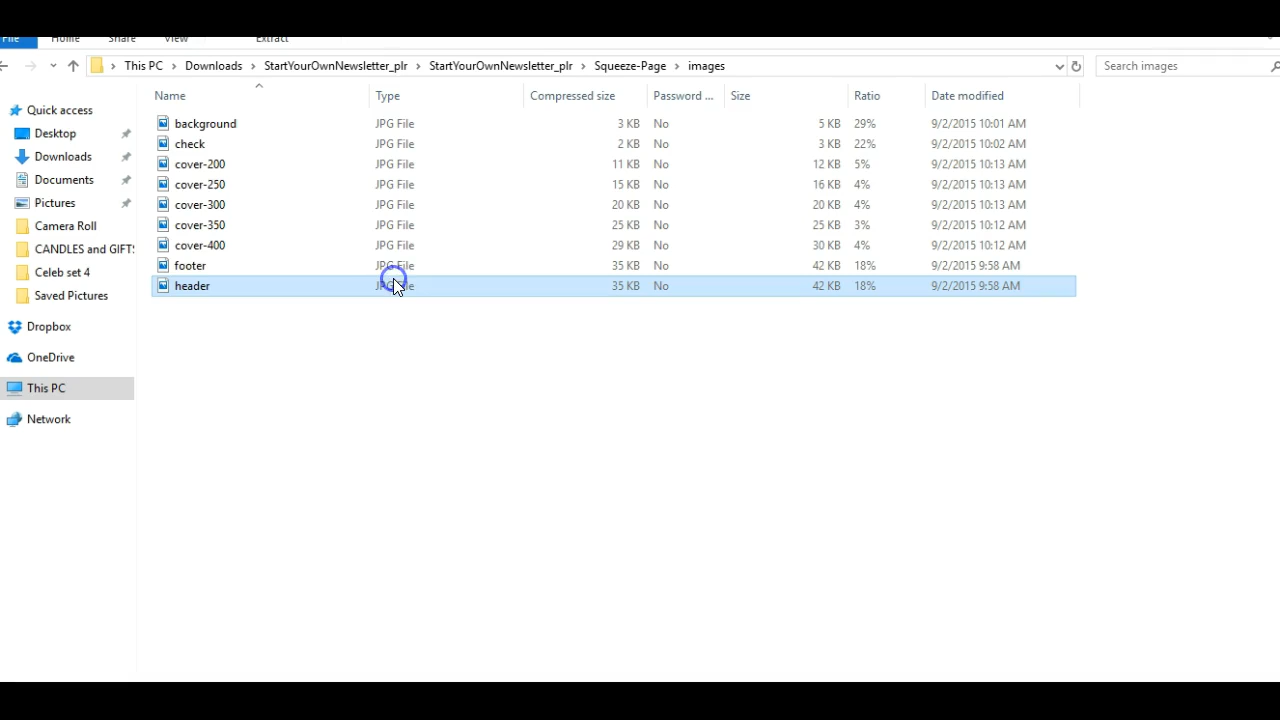 File Home Share View Extract
This PC Downloads StartYourOwnNewsletter_plr StartYourOwnNewsletter_plr Squeeze-Page images Search images
Name Type Compressed size Password ... Size Ratio Date modified
Quick access
Desktop
Downloads
Documents
Pictures
Camera Roll
CANDLES and GIFTS
Celeb set 4
Saved Pictures
Dropbox
OneDrive
This PC
Network
background JPG File 3 KB No 5 KB 29% 9/2/2015 10:01 AM
check JPG File 2 KB No 3 KB 22% 9/2/2015 10:02 AM
cover-200 JPG File 11 KB No 12 KB 5% 9/2/2015 10:13 AM
cover-250 JPG File 15 KB No 16 KB 4% 9/2/2015 10:13 AM
cover-300 JPG File 20 KB No 20 KB 4% 9/2/2015 10:13 AM
cover-350 JPG File 25 KB No 25 KB 3% 9/2/2015 10:12 AM
cover-400 JPG File 29 KB No 30 KB 4% 9/2/2015 10:12 AM
footer JPG File 35 KB No 42 KB 18% 9/2/2015 9:58 AM
header JPG File 35 KB No 42 KB 18% 9/2/2015 9:58 AM